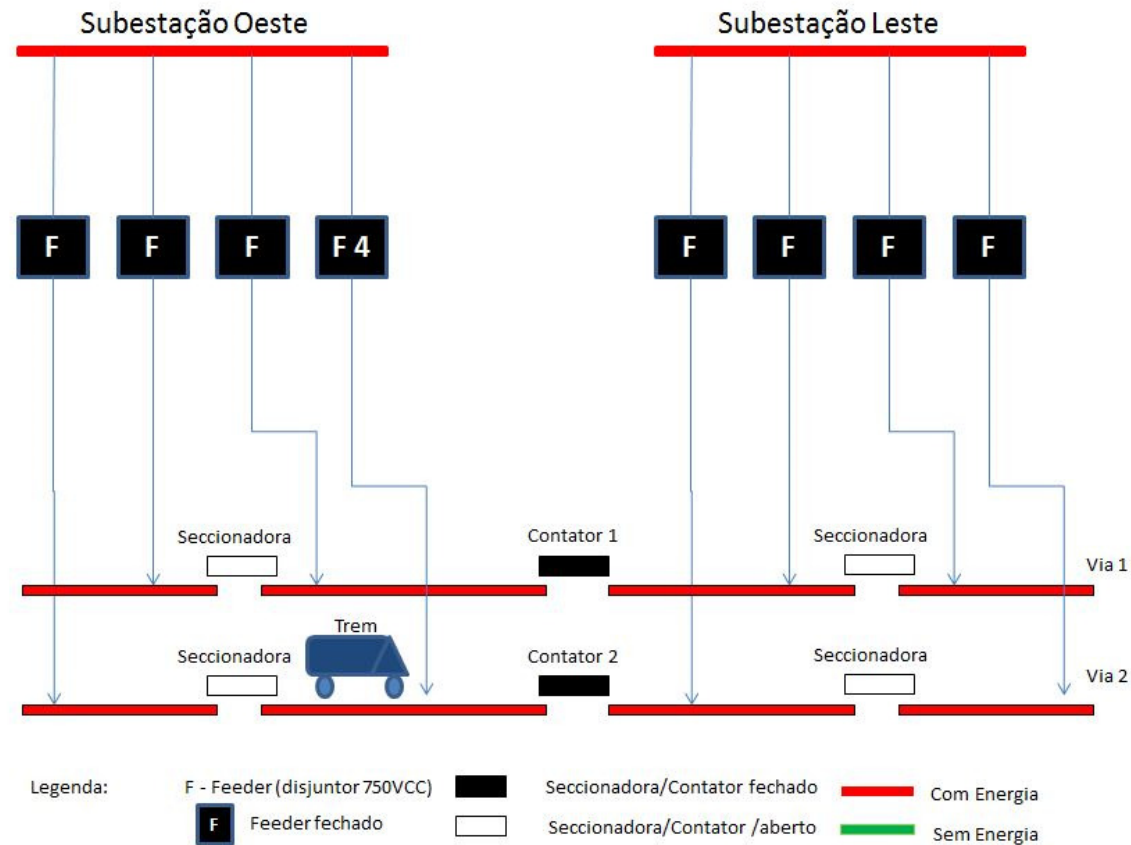 Subestação Oeste
Subestação Leste
F
F
F
F 4
F
F
F
F
Seccionadora
Contator 1
Seccionadora
Via 1
Trem
Seccionadora
Contator 2
Seccionadora
Via 2
Legenda:
F - Feeder (disjuntor 750VCC)
Seccionadora/Contator fechado
Com Energia
F
Feeder fechado
Seccionadora/Contator /aberto
Sem Energia